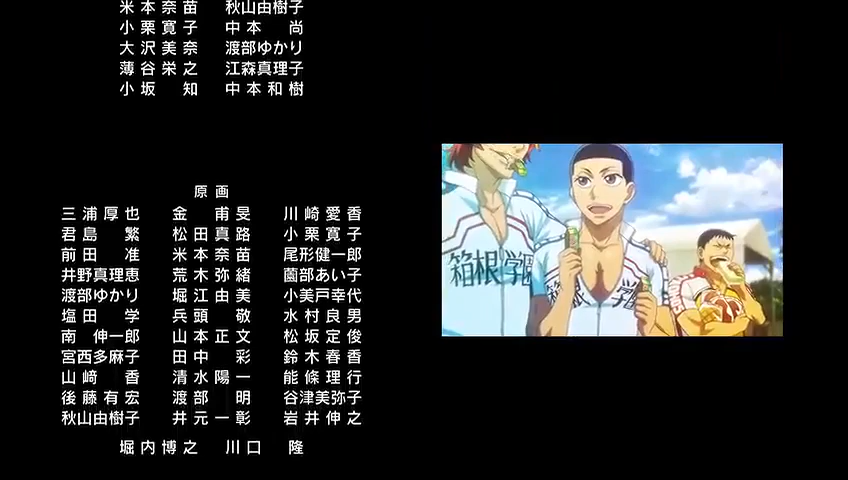 米本奈苗 秋山由樹子
小栗寛子 中本 尚
大沢美奈 渡部ゆかり
薄谷栄之 江森真理子
小坂 知 中本和樹
原画
三浦厚也 金 甫旻 川崎愛香
君島 繁 松田真路 小栗寛子
前田 准 米本奈苗 尾形健一郎
井野真理恵 荒木弥緒 薗部あい子
渡部ゆかり 堀江由美 小美戸幸代
塩田 学 兵頭 敬 水村良男
南 伸一郎 山本正文 松坂定俊
宮西多麻子 田中 彩 鈴木春香
山﨑 香 清水陽一 能條理行
後藤有宏 渡部 明 谷津美弥子
秋山由樹子 井元一彰 岩井伸之
堀内博之 川口 隆
箱根学園
箱根学園